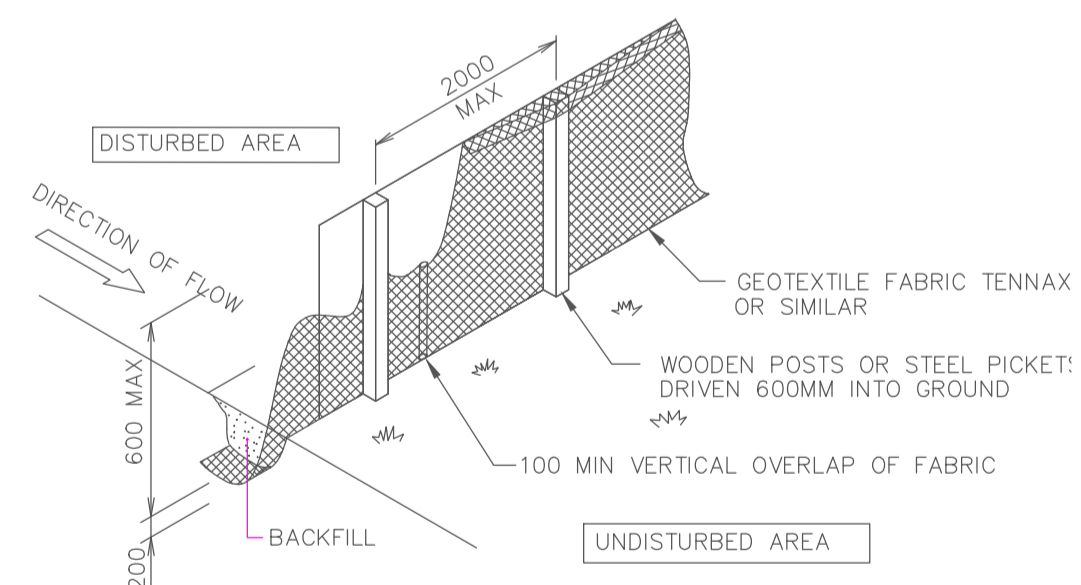 2000
MAX
DISTURBED AREA
DIRECTION OF FLOW
GEOTEXTILE FABRIC TENNAX
OR SIMILAR
600 MAX
WOODEN POSTS OR STEEL PICKETS
DRIVEN 600MM INTO GROUND
100 MIN VERTICAL OVERLAP OF FABRIC
BACKFILL
UNDISTURBED AREA
200